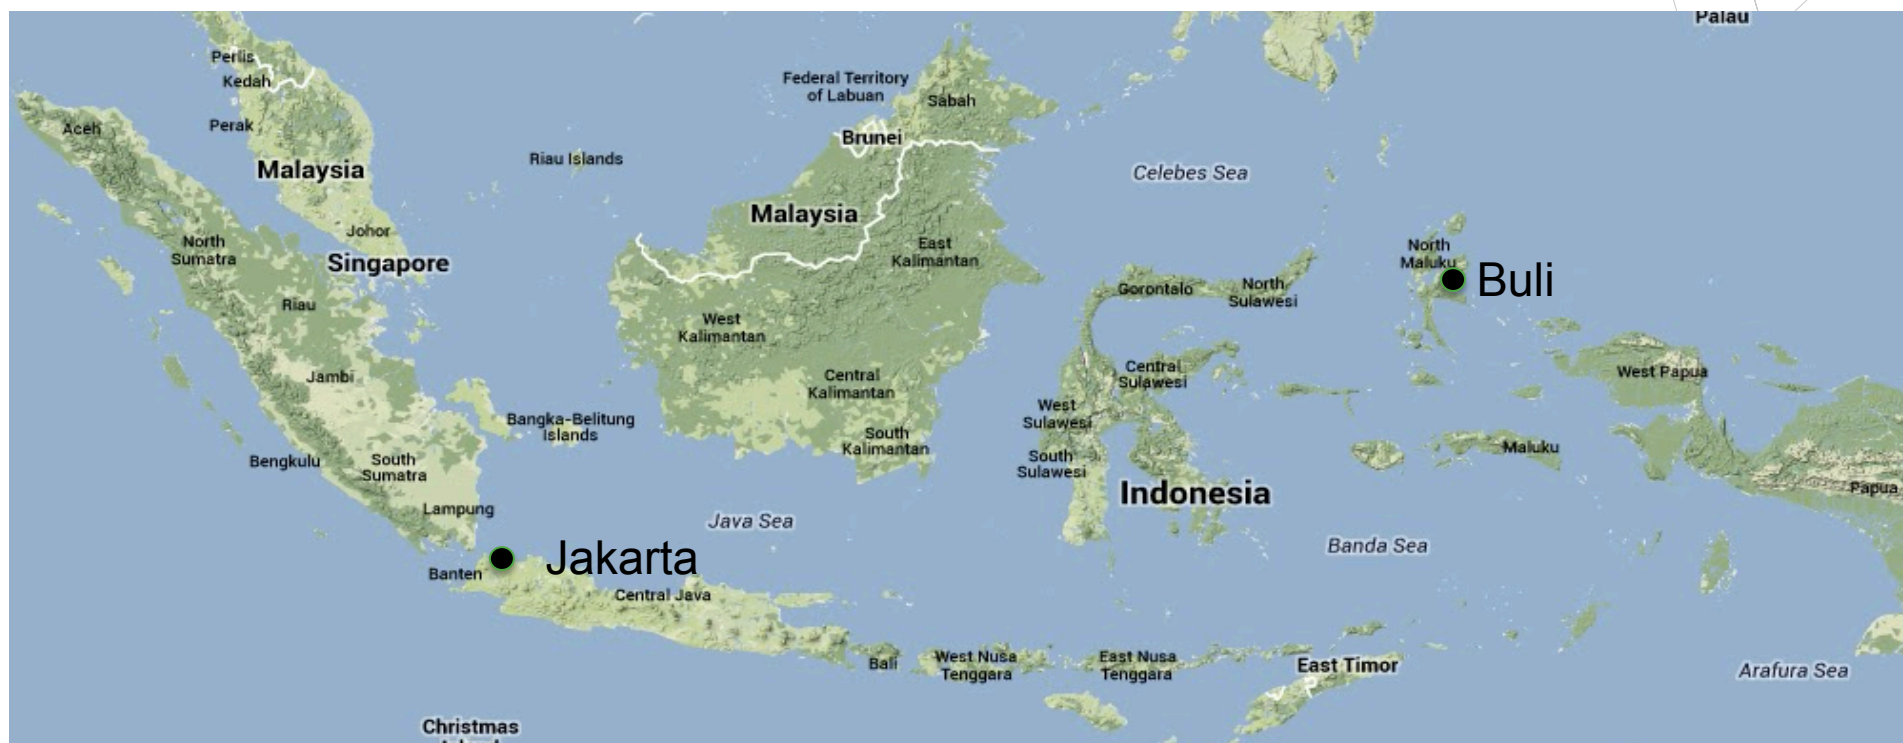 Palau
Perlis
Kedah
Federal Territory
of Labuan
Sabah
Aceh
Perak
Brunei
Malaysia
Riau Islands
Celebes Sea
Malaysia
Johor
North
Sumatra
Singapore
East
Kalimantan
North
Maluku
Buli
Gorontalo
North
Sulawesi
Riau
West
Kalimantan
Jambi
Central
Kalimantan
Central
Sulawesi
West Papua
West
Sulawesi
Bangka-Belitung
Islands
South
Kalimantan
Maluku
Bengkulu
South
Sumatra
South
Sulawesi
Papua
Indonesia
Lampung
Java Sea
Banda Sea
Jakarta
Banten
Central Java
Bali
West Nusa
Tenggara
East Nusa
Tenggara
East Timor
Arafura Sea
Christmas